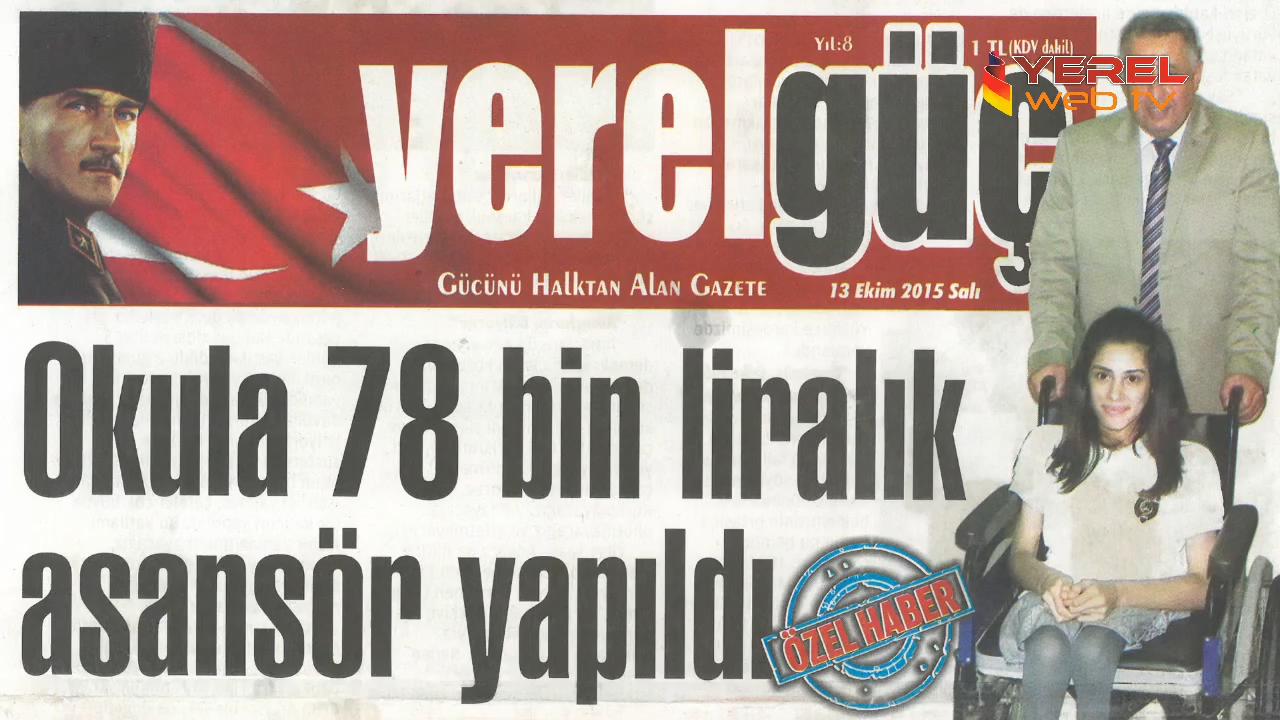 Yıl:8
1 TL (KDV dahil)
YEREL
web tv
yerelgüç
GÜCÜNÜ HALKTAN ALAN GAZETE
13 Ekim 2015 Salı
Okula 78 bin liralık
asansör yapıldı
ÖZEL HABER